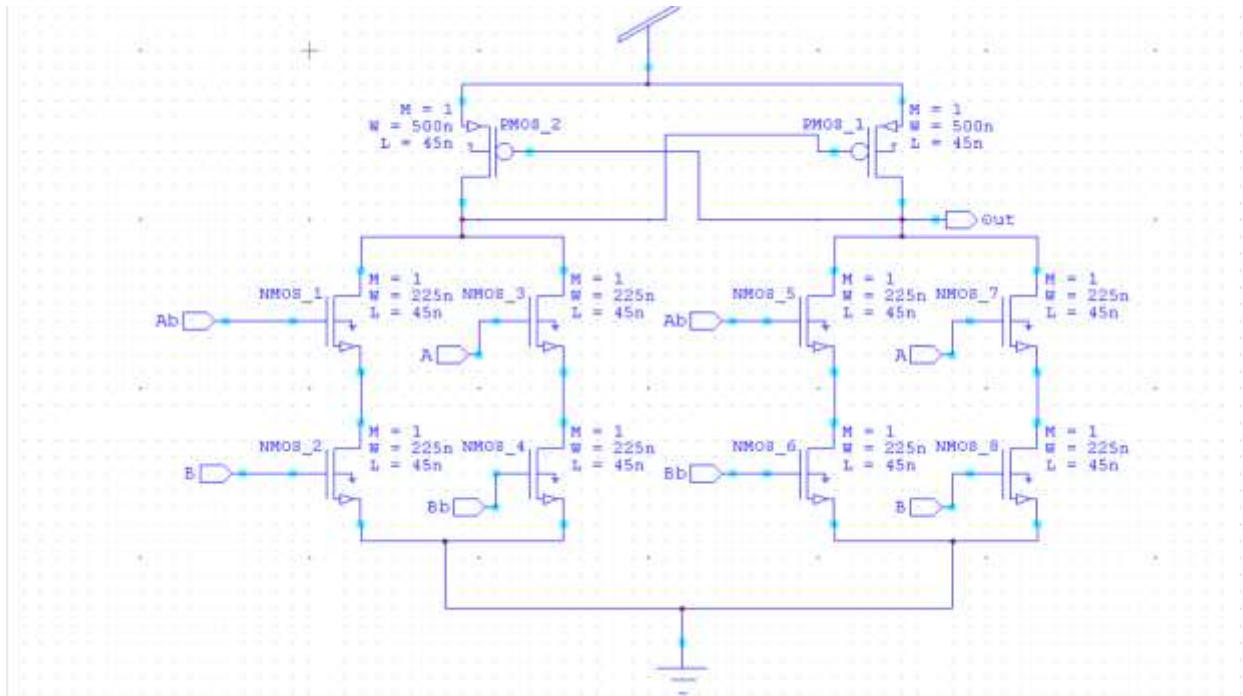 M = 1
W = 500n
L = 45n
PMOS_2
PMOS_1
M = 1
W = 500n
L = 45n
Out
NMOS_1
M = 1
W = 225n
L = 45n
NMOS_3
M = 1
W = 225n
L = 45n
NMOS_5
M = 1
W = 225n
L = 45n
NMOS_7
M = 1
W = 225n
L = 45n
Ab
A
Ab
A
NMOS_2
M = 1
W = 225n
L = 45n
NMOS_4
M = 1
W = 225n
L = 45n
NMOS_6
M = 1
W = 225n
L = 45n
NMOS_8
M = 1
W = 225n
L = 45n
B
Bb
Bb
B